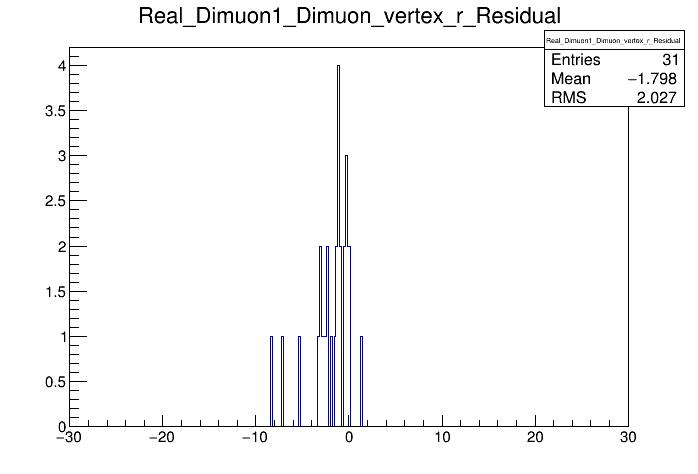 Real_Dimuon1_Dimuon_vertex_r_Residual
Real_Dimuon1_Dimuon_vertex_r_Residual
Entries 31
Mean −1.798
RMS 2.027
4
3.5
3
2.5
2
1.5
1
0.5
0
−30 −20 −10 0 10 20 30